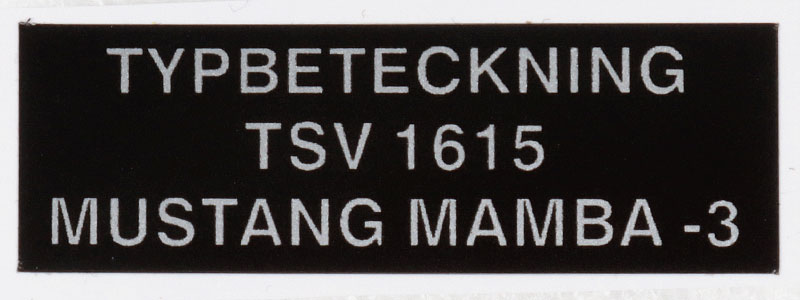 TYPBETECKNING
TSV 1615
MUSTANG MAMBA -3